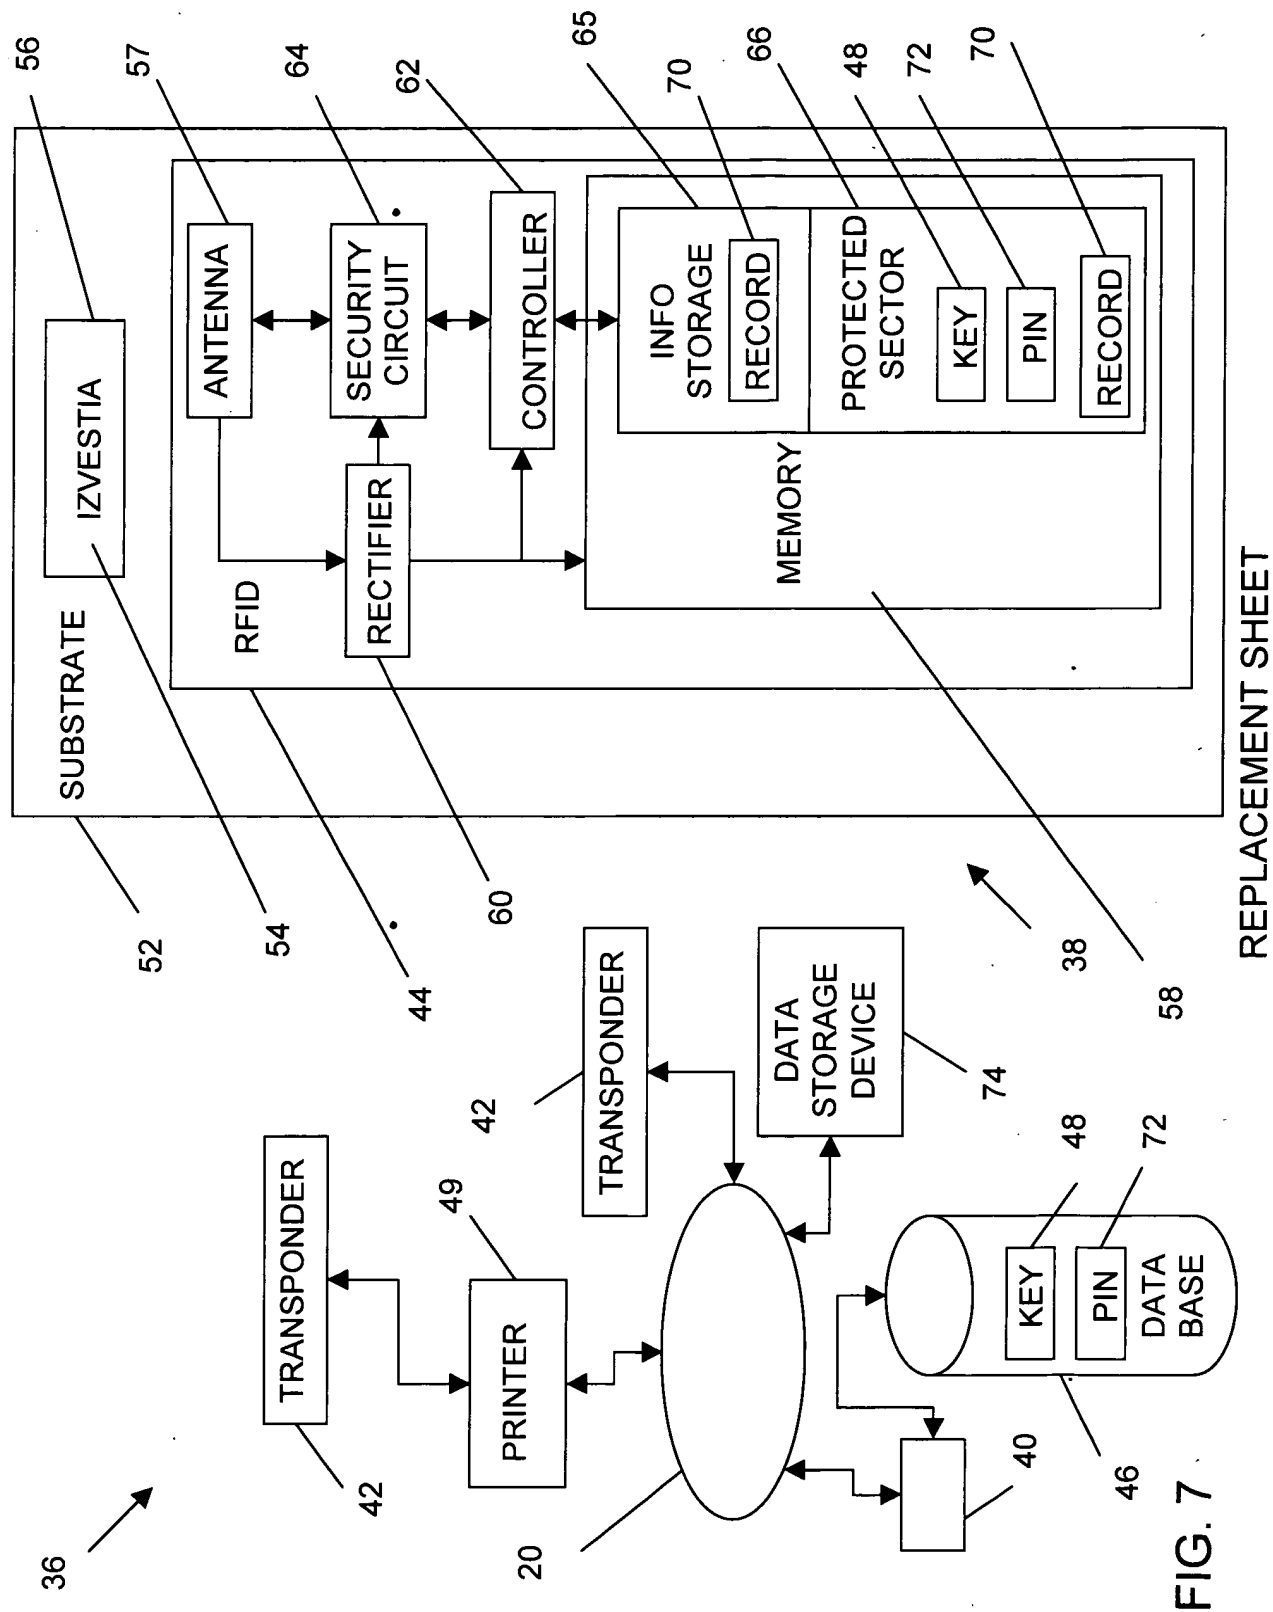 36
TRANSPONDER
42
PRINTER
49
20
TRANSPONDER
42
DATA
STORAGE
DEVICE
74
40
KEY
48
PIN
72
DATA
BASE
46
FIG. 7
38
SUBSTRATE
52
IZVESTIA
54
56
RFID
44
ANTENNA
57
SECURITY
CIRCUIT
64
RECTIFIER
60
CONTROLLER
62
MEMORY
58
INFO
STORAGE
65
RECORD
70
PROTECTED
SECTOR
66
KEY
48
PIN
72
RECORD
70
REPLACEMENT SHEET